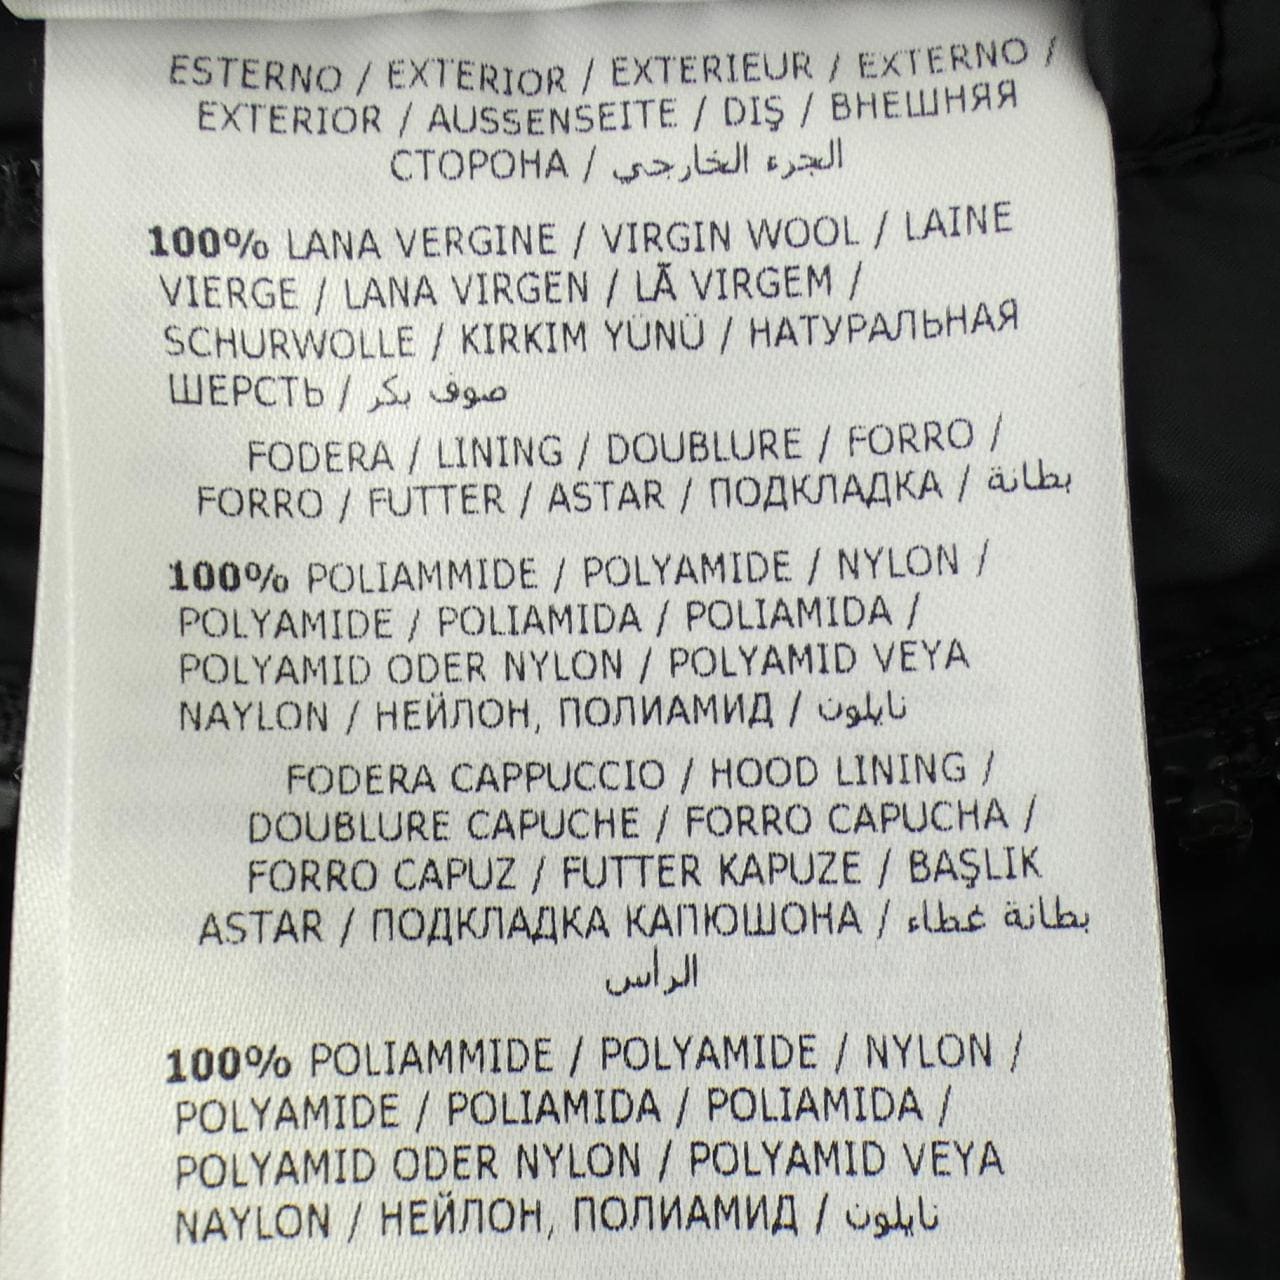 ESTERNO / EXTERIOR / EXTERIEUR / EXTERNO /
EXTERIOR / AUSSENSEITE / DIŞ / ВНЕШНЯЯ
СТОРОНА / الجزء الخارجي
100% LANA VERGINE / VIRGIN WOOL / LAINE
VIERGE / LANA VIRGEN / LÃ VIRGEM /
SCHURWOLLE / KIRKIM YÜNÜ / НАТУРАЛЬНАЯ
ШЕРСТЬ / صوف بكر
FODERA / LINING / DOUBLURE / FORRO /
FORRO / FUTTER / ASTAR / ПОДКЛАДКА / بطانة
100% POLIAMMIDE / POLYAMIDE / NYLON /
POLYAMIDE / POLIAMIDA / POLIAMIDA /
POLYAMID ODER NYLON / POLYAMID VEYA
NAYLON / НЕЙЛОН, ПОЛИАМИД / نايلون
FODERA CAPPUCCIO / HOOD LINING /
DOUBLURE CAPUCHE / FORRO CAPUCHA /
FORRO CAPUZ / FUTTER KAPUZE / BAŞLIK
ASTAR / ПОДКЛАДКА КАПЮШОНА / بطانة غطاء
الرأس
100% POLIAMMIDE / POLYAMIDE / NYLON /
POLYAMIDE / POLIAMIDA / POLIAMIDA /
POLYAMID ODER NYLON / POLYAMID VEYA
NAYLON / НЕЙЛОН, ПОЛИАМИД / نايلون